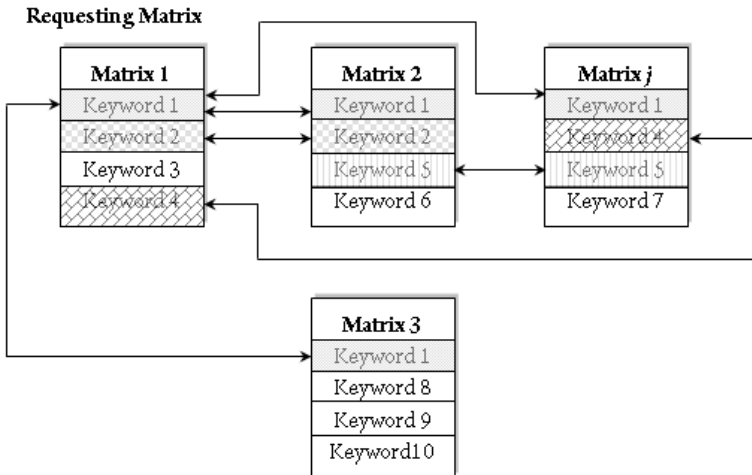 Requesting Matrix
Matrix 1
Keyword 1
Keyword 2
Keyword 3
Keyword 4
Matrix 2
Keyword 1
Keyword 2
Keyword 5
Keyword 6
Matrix j
Keyword 1
Keyword 4
Keyword 5
Keyword 7
Matrix 3
Keyword 1
Keyword 8
Keyword 9
Keyword10